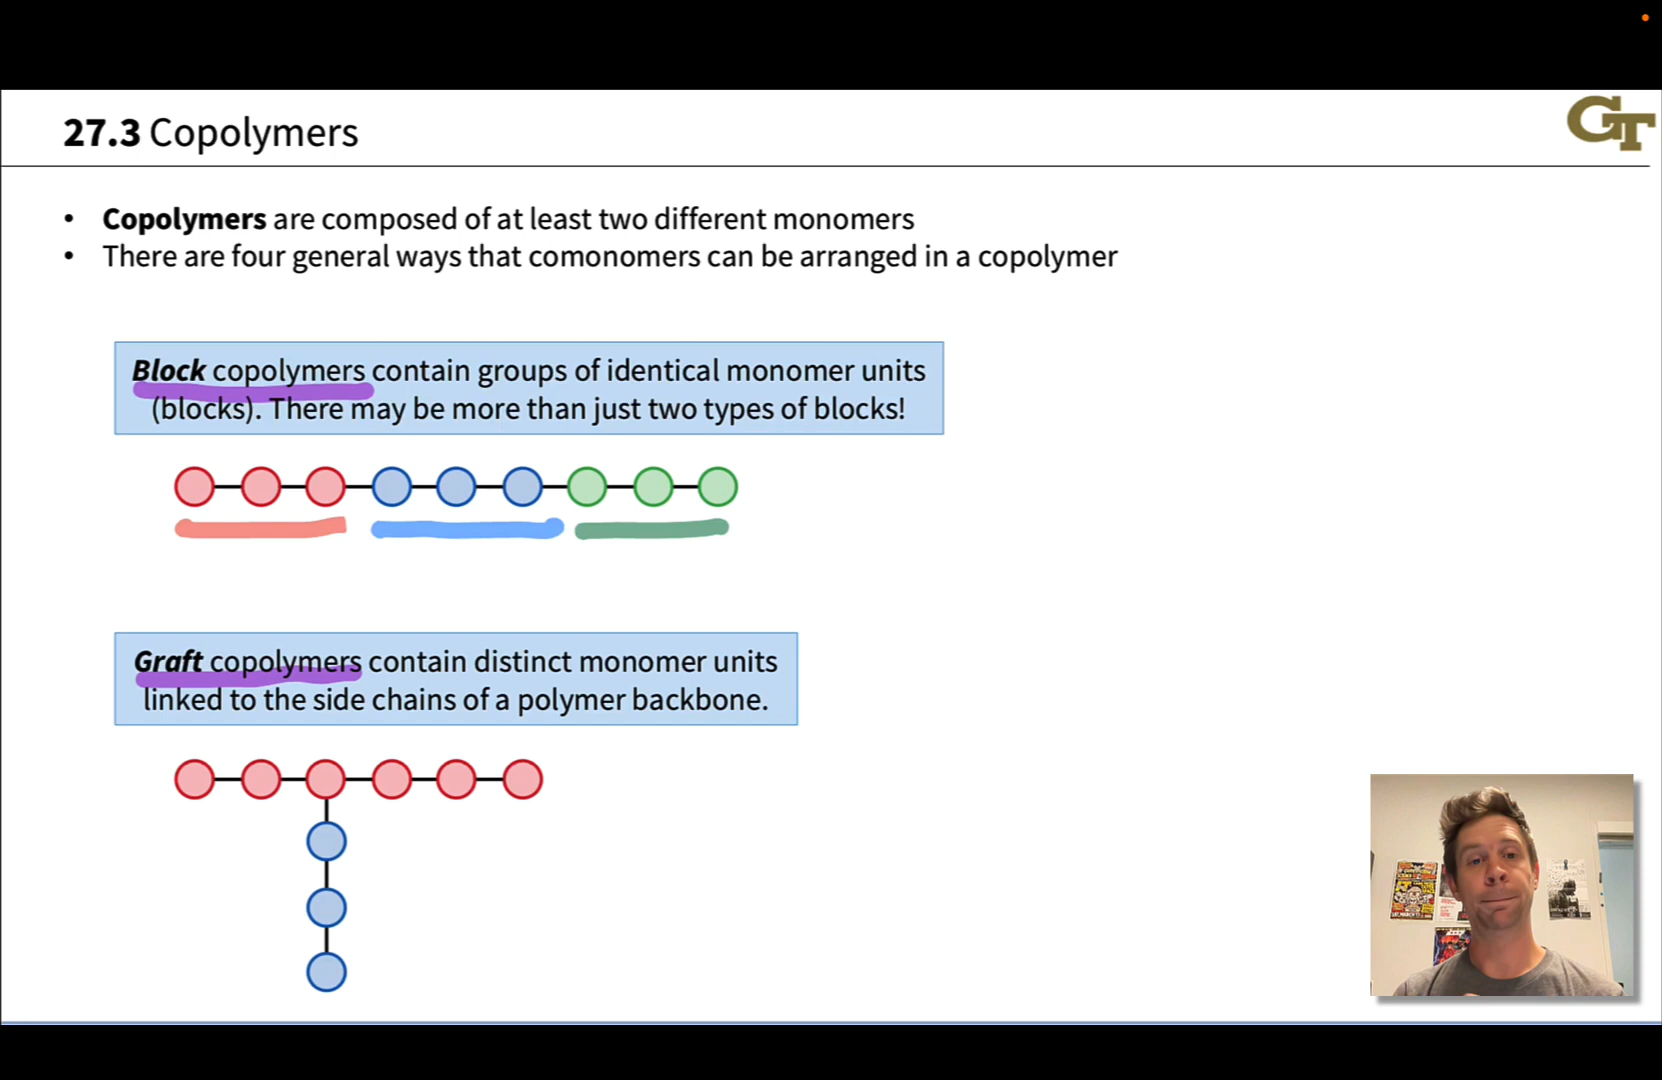 27.3 Copolymers
GT
• Copolymers are composed of at least two different monomers
• There are four general ways that comonomers can be arranged in a copolymer
Block copolymers contain groups of identical monomer units
(blocks). There may be more than just two types of blocks!
Graft copolymers contain distinct monomer units
linked to the side chains of a polymer backbone.